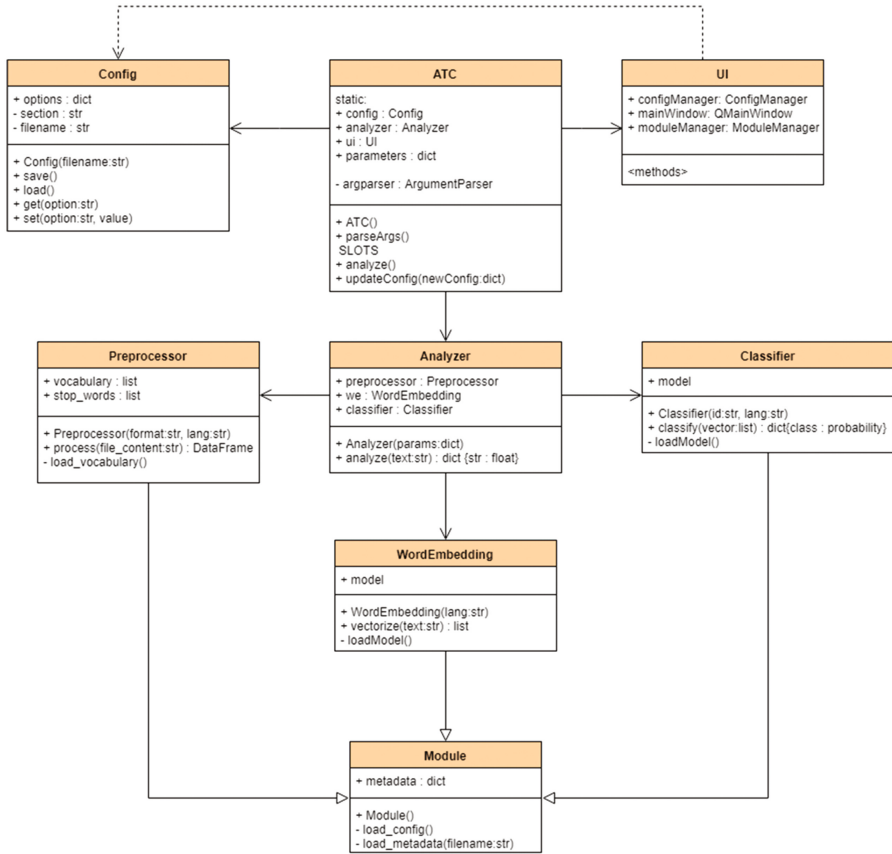 Config
+ options : dict
- section : str
- filename : str
+ Config(filename:str)
+ save()
+ load()
+ get(option:str)
+ set(option:str, value)
ATC
static:
+ config : Config
+ analyzer : Analyzer
+ ui : UI
+ parameters : dict
- argparser : ArgumentParser
+ ATC()
+ parseArgs()
SLOTS
+ analyze()
+ updateConfig(newConfig:dict)
UI
+ configManager: ConfigManager
+ mainWindow: QMainWindow
+ moduleManager: ModuleManager
<methods>
Preprocessor
+ vocabulary : list
+ stop_words : list
+ Preprocessor(format:str, lang:str)
+ process(file_content:str) : DataFrame
- load_vocabulary()
Analyzer
+ preprocessor : Preprocessor
+ we : WordEmbedding
+ classifier : Classifier
+ Analyzer(params:dict)
+ analyze(text:str) : dict {str : float}
Classifier
+ model
+ Classifier(id:str, lang:str)
+ classify(vector:list) : dict{class : probability}
- loadModel()
WordEmbedding
+ model
+ WordEmbedding(lang:str)
+ vectorize(text:str) : list
- loadModel()
Module
+ metadata : dict
+ Module()
- load_config()
- load_metadata(filename:str)